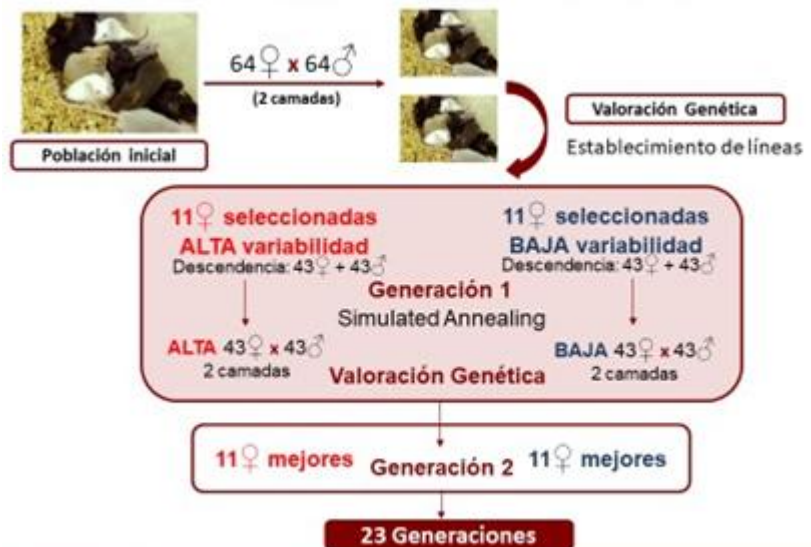 64♀ x 64♂
(2 camadas)
Población inicial
Valoración Genética
Establecimiento de líneas
11♀ seleccionadas
ALTA variabilidad
Descendencia: 43♀ + 43♂
11♀ seleccionadas
BAJA variabilidad
Descendencia: 43♀ + 43♂
Generación 1
Simulated Annealing
ALTA 43♀ x 43♂
2 camadas
BAJA 43♀ x 43♂
2 camadas
Valoración Genética
11♀ mejores
Generación 2
11♀ mejores
23 Generaciones